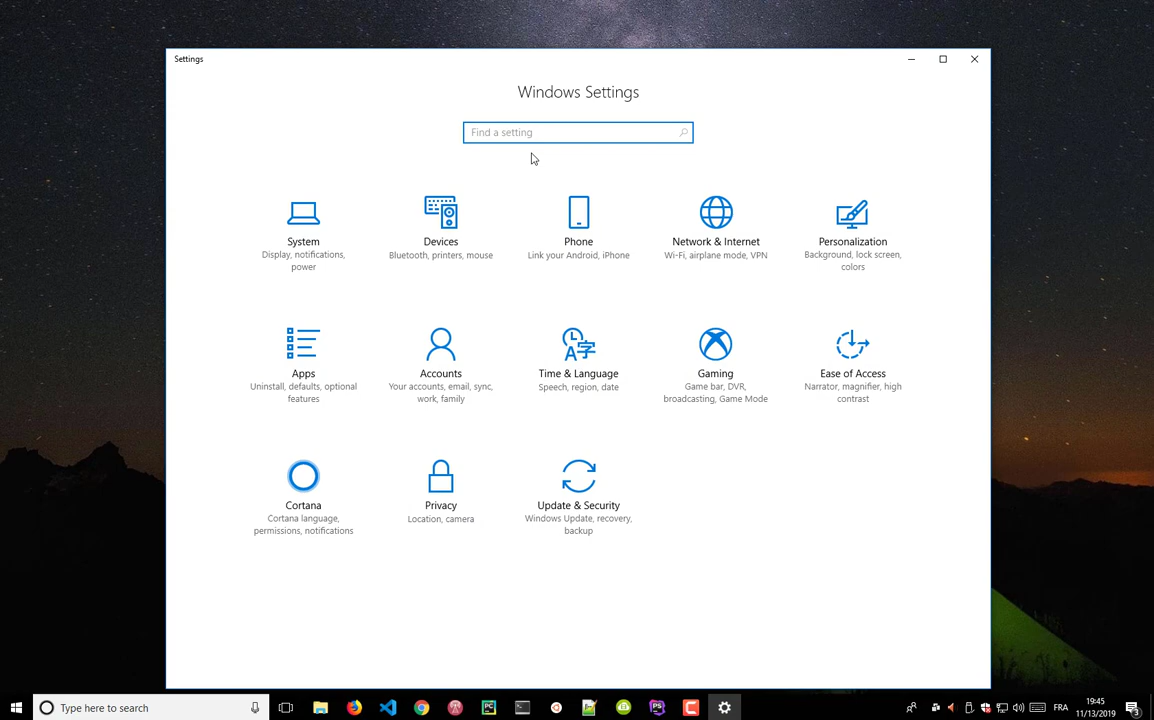 Settings
Windows Settings
Find a setting
System
Display, notifications,
power
Devices
Bluetooth, printers, mouse
Phone
Link your Android, iPhone
Network & Internet
Wi-Fi, airplane mode, VPN
Personalization
Background, lock screen,
colors
Apps
Uninstall, defaults, optional
features
Accounts
Your accounts, email, sync,
work, family
Time & Language
Speech, region, date
Gaming
Game bar, DVR,
broadcasting, Game Mode
Ease of Access
Narrator, magnifier, high
contrast
Cortana
Cortana language,
permissions, notifications
Privacy
Location, camera
Update & Security
Windows Update, recovery,
backup
Type here to search
PC
PS
FRA
19:45
11/13/2019
3